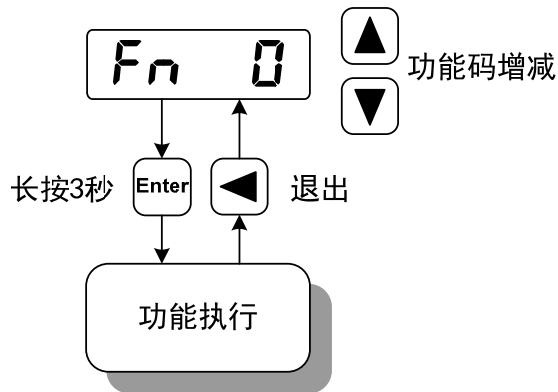 Fn 0
功能码增减
长按3秒
Enter
退出
功能执行